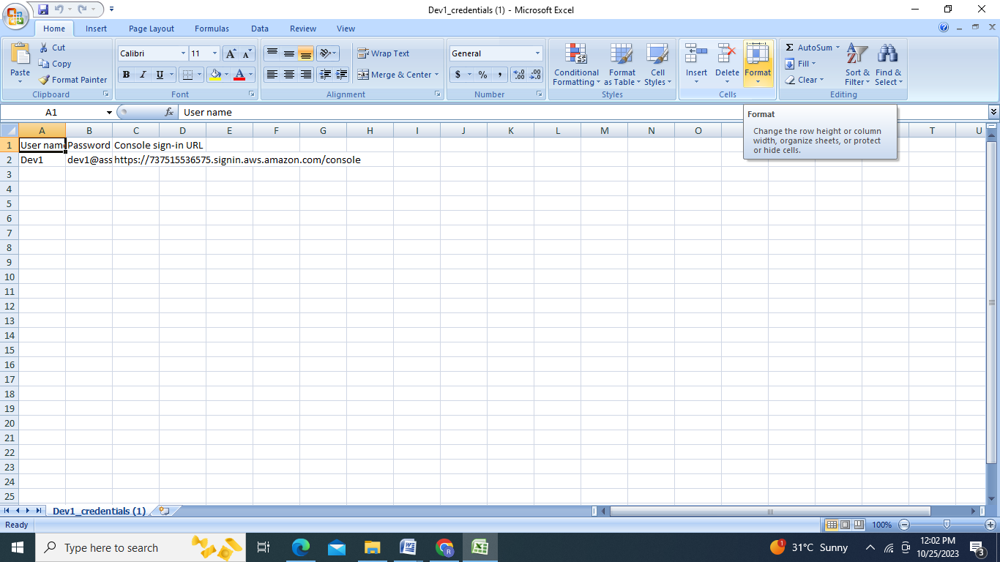 Dev1_credentials (1) - Microsoft Excel
Home Insert Page Layout Formulas Data Review View
Paste
Cut
Copy
Format Painter
Clipboard
Calibri 11
B I U
Font
Wrap Text
Merge & Center
Alignment
General
$ % ,
Number
Conditional Formatting
Format as Table
Cell Styles
Styles
Insert Delete Format
Cells
Σ AutoSum
Fill
Clear
Sort & Filter
Find & Select
Editing
A1 fx User name
Format
Change the row height or column
width, organize sheets, or protect
or hide cells.
A B C D E F G H I J K L M N O T U
1 User name Password Console sign-in URL
2 Dev1 dev1@ass https://737515536575.signin.aws.amazon.com/console
3
4
5
6
7
8
9
10
11
12
13
14
15
16
17
18
19
20
21
22
23
24
25
Dev1_credentials (1)
Ready 100%
Type here to search
31°C Sunny
12:02 PM
10/25/2023
3